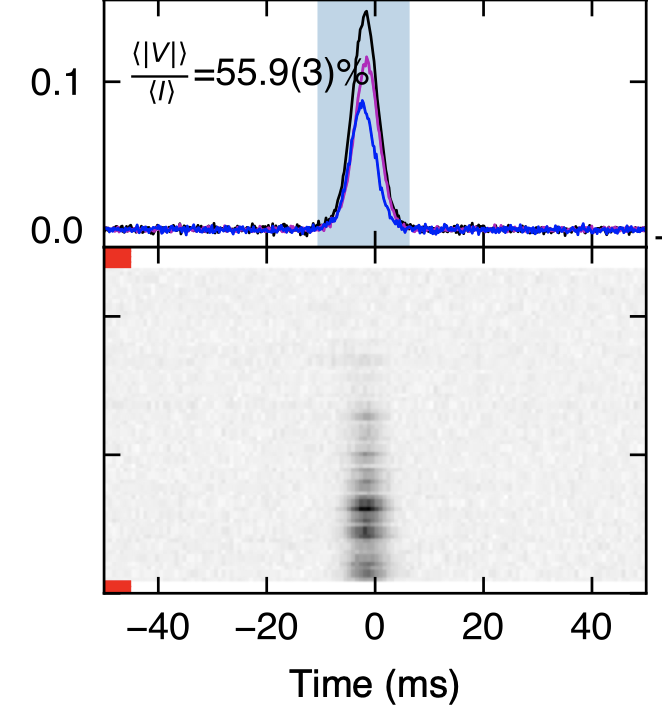 ⟨|V|⟩
⟨I⟩
=55.9(3)%
0.1
0.0
−40 −20 0 20 40
Time (ms)